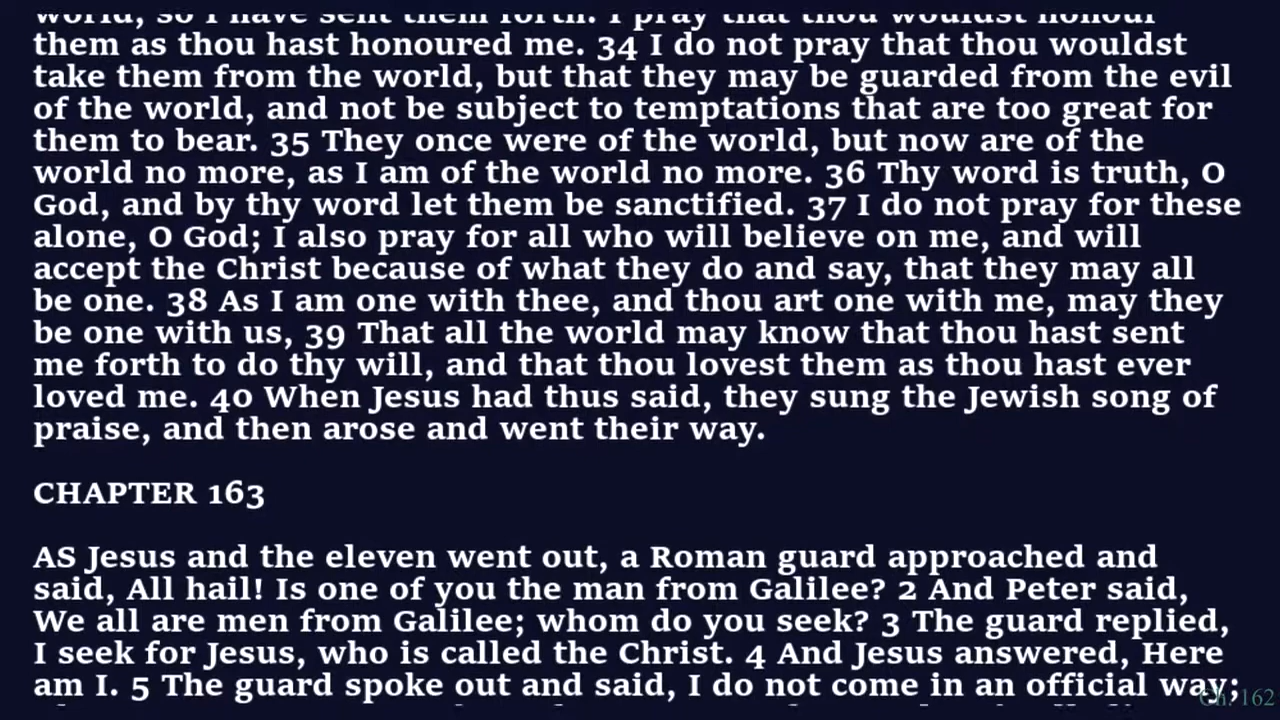 world, so I have sent them forth. I pray that thou wouldst honour
them as thou hast honoured me. 34 I do not pray that thou wouldst
take them from the world, but that they may be guarded from the evil
of the world, and not be subject to temptations that are too great for
them to bear. 35 They once were of the world, but now are of the
world no more, as I am of the world no more. 36 Thy word is truth, O
God, and by thy word let them be sanctified. 37 I do not pray for these
alone, O God; I also pray for all who will believe on me, and will
accept the Christ because of what they do and say, that they may all
be one. 38 As I am one with thee, and thou art one with me, may they
be one with us, 39 That all the world may know that thou hast sent
me forth to do thy will, and that thou lovest them as thou hast ever
loved me. 40 When Jesus had thus said, they sung the Jewish song of
praise, and then arose and went their way.
CHAPTER 163
AS Jesus and the eleven went out, a Roman guard approached and
said, All hail! Is one of you the man from Galilee? 2 And Peter said,
We all are men from Galilee; whom do you seek? 3 The guard replied,
I seek for Jesus, who is called the Christ. 4 And Jesus answered, Here
am I. 5 The guard spoke out and said, I do not come in an official way;
Ch. 162